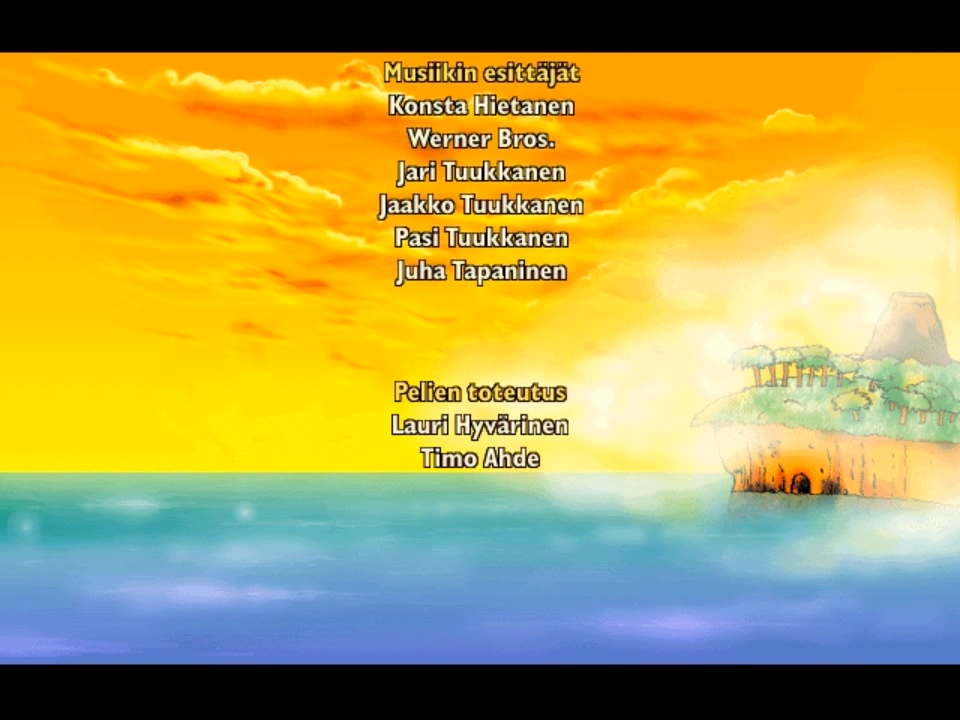 Musiikin esittäjät
Konsta Hietanen
Werner Bros.
Jari Tuukkanen
Jaakko Tuukkanen
Pasi Tuukkanen
Juha Tapaninen
Pelien toteutus
Lauri Hyvärinen
Timo Ahde